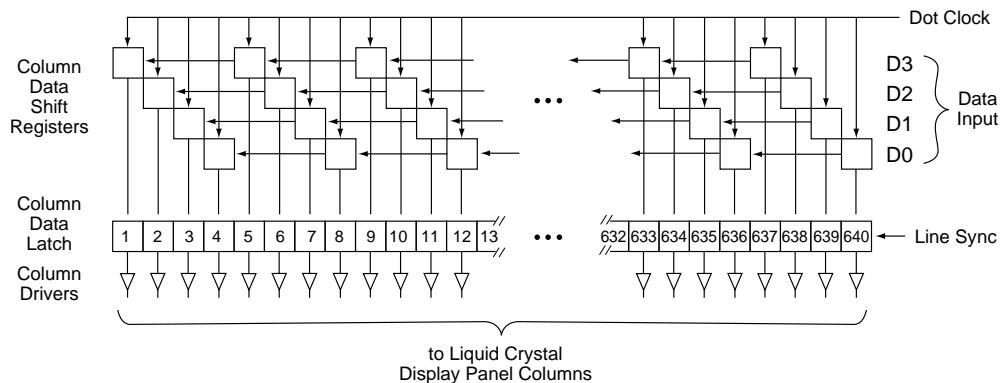 Dot Clock
Column
Data
Shift
Registers
D3
D2
D1
D0
Data
Input
Column
Data
Latch
1 2 3 4 5 6 7 8 9 10 11 12 13 632 633 634 635 636 637 638 639 640
Line Sync
Column
Drivers
to Liquid Crystal
Display Panel Columns